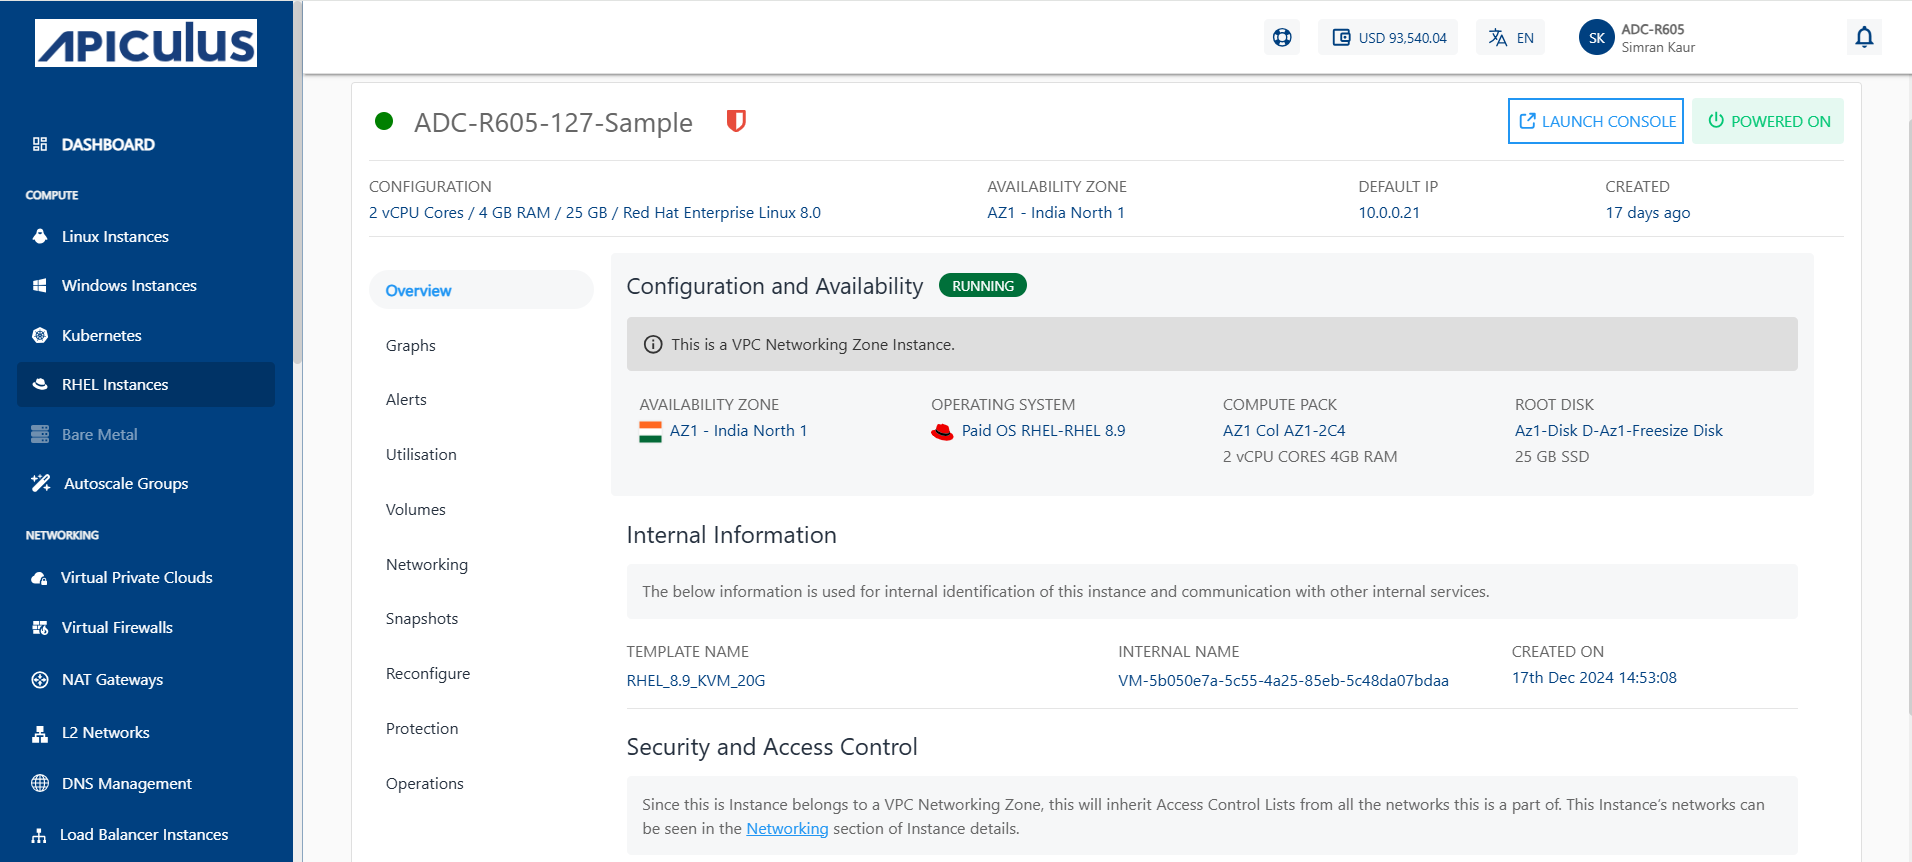 APICULUS
USD 93,540.04
EN
SK
ADC-R605
Simran Kaur
DASHBOARD
COMPUTE
Linux Instances
Windows Instances
Kubernetes
RHEL Instances
Bare Metal
Autoscale Groups
NETWORKING
Virtual Private Clouds
Virtual Firewalls
NAT Gateways
L2 Networks
DNS Management
Load Balancer Instances
ADC-R605-127-Sample
LAUNCH CONSOLE
POWERED ON
CONFIGURATION
2 vCPU Cores / 4 GB RAM / 25 GB / Red Hat Enterprise Linux 8.0
AVAILABILITY ZONE
AZ1 - India North 1
DEFAULT IP
10.0.0.21
CREATED
17 days ago
Overview
Graphs
Alerts
Utilisation
Volumes
Networking
Snapshots
Reconfigure
Protection
Operations
Configuration and Availability
RUNNING
This is a VPC Networking Zone Instance.
AVAILABILITY ZONE
AZ1 - India North 1
OPERATING SYSTEM
Paid OS RHEL-RHEL 8.9
COMPUTE PACK
AZ1 Col AZ1-2C4
2 vCPU CORES 4GB RAM
ROOT DISK
Az1-Disk D-Az1-Freesize Disk
25 GB SSD
Internal Information
The below information is used for internal identification of this instance and communication with other internal services.
TEMPLATE NAME
RHEL_8.9_KVM_20G
INTERNAL NAME
VM-5b050e7a-5c55-4a25-85eb-5c48da07bdaa
CREATED ON
17th Dec 2024 14:53:08
Security and Access Control
Since this is Instance belongs to a VPC Networking Zone, this will inherit Access Control Lists from all the networks this is a part of. This Instance's networks can
be seen in the Networking section of Instance details.